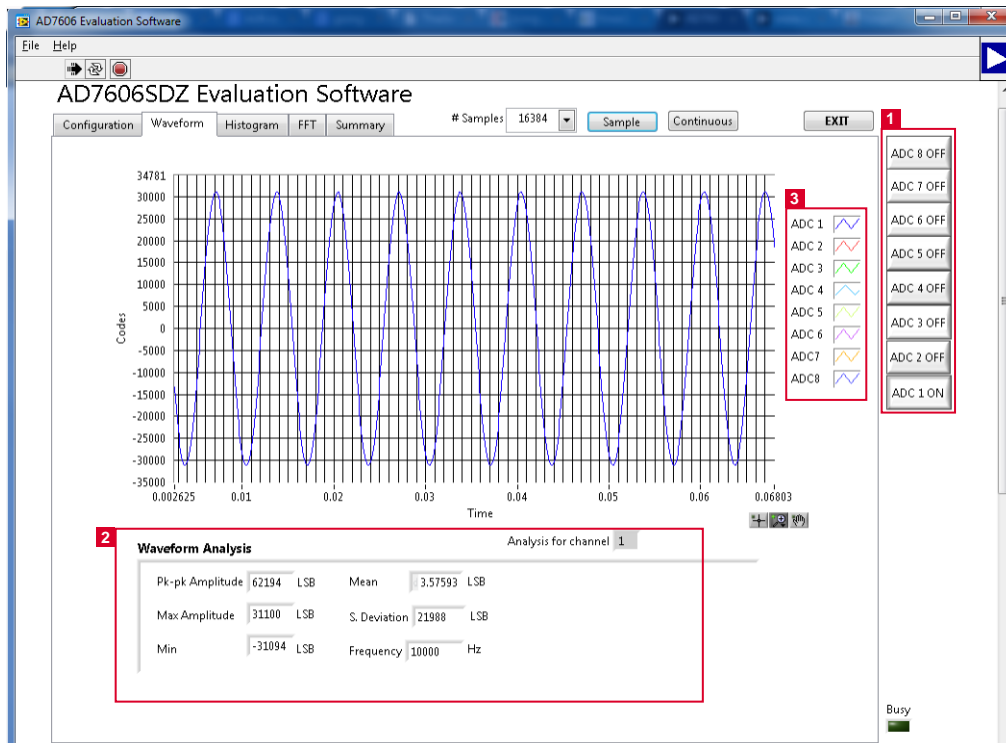 AD7606 Evaluation Software
File Help
AD7606SDZ Evaluation Software
Configuration Waveform Histogram FFT Summary # Samples 16384 Sample Continuous EXIT
1
ADC 8 OFF
ADC 7 OFF
ADC 6 OFF
ADC 5 OFF
ADC 4 OFF
ADC 3 OFF
ADC 2 OFF
ADC 1 ON
3
ADC 1
ADC 2
ADC 3
ADC 4
ADC 5
ADC 6
ADC7
ADC8
Codes
34781
30000
25000
20000
15000
10000
5000
0
-5000
-10000
-15000
-20000
-25000
-30000
-35000
0.002625 0.01 0.02 0.03 0.04 0.05 0.06 0.06803
Time
2
Waveform Analysis
Analysis for channel 1
Pk-pk Amplitude 62194 LSB Mean 3.57593 LSB
Max Amplitude 31100 LSB S. Deviation 21988 LSB
Min -31094 LSB Frequency 10000 Hz
Busy